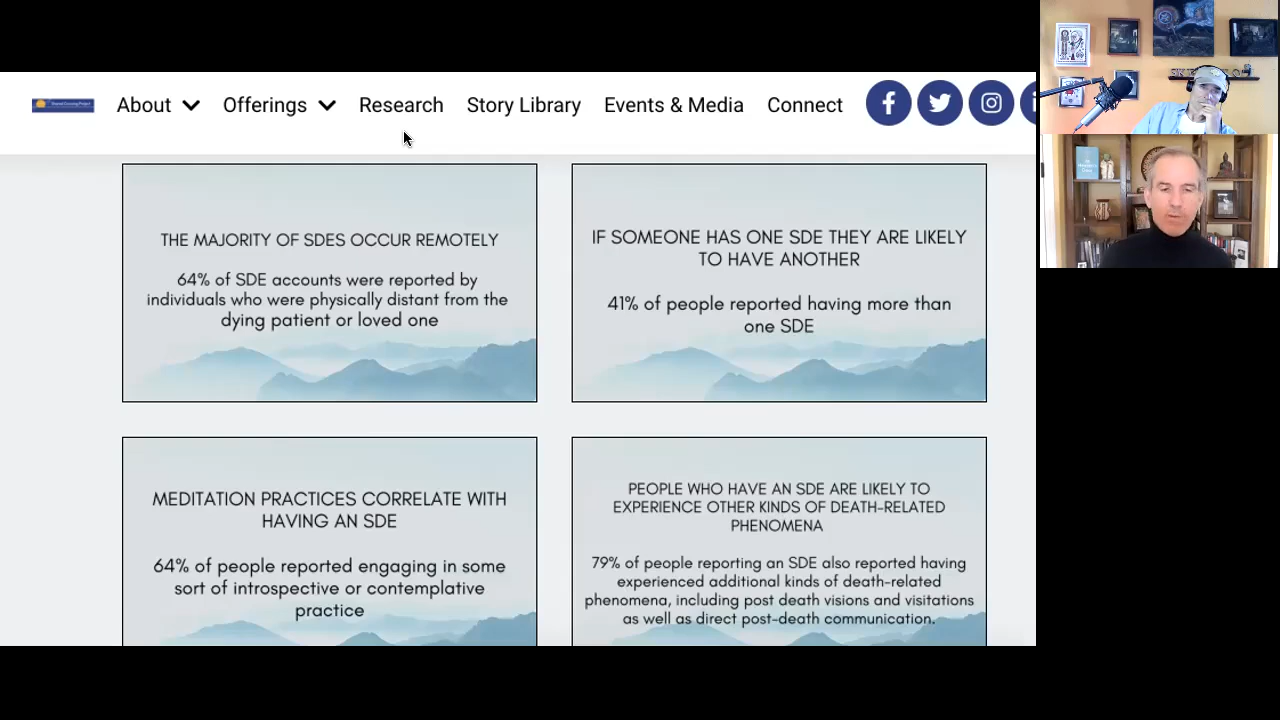 About
Offerings
Research
Story Library
Events & Media
Connect
THE MAJORITY OF SDES OCCUR REMOTELY
64% of SDE accounts were reported by
individuals who were physically distant from the
dying patient or loved one
IF SOMEONE HAS ONE SDE THEY ARE LIKELY
TO HAVE ANOTHER
41% of people reported having more than
one SDE
MEDITATION PRACTICES CORRELATE WITH
HAVING AN SDE
64% of people reported engaging in some
sort of introspective or contemplative
practice
PEOPLE WHO HAVE AN SDE ARE LIKELY TO
EXPERIENCE OTHER KINDS OF DEATH-RELATED
PHENOMENA
79% of people reporting an SDE also reported having
experienced additional kinds of death-related
phenomena, including post death visions and visitations
as well as direct post-death communication.